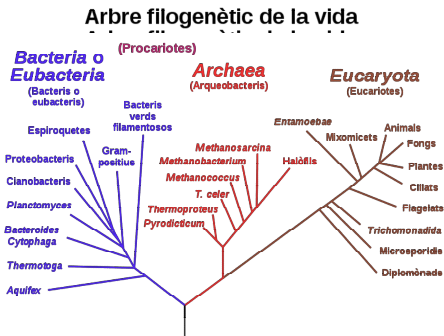 Arbre filogenètic de la vida
Bacteria o
Eubacteria
(Bacteris o
eubacteris)
(Procariotes)
Archaea
(Arqueobacteris)
Eucaryota
(Eucariotes)
Bacteris
verds
filamentosos
Espiroquetes
Gram-
positius
Proteobacteris
Cianobacteris
Planctomyces
Bacteroides
Cytophaga
Thermotoga
Aquifex
Methanosarcina
Methanobacterium
Halòfils
Methanococcus
T. celer
Thermoproteus
Pyrodicticum
Entamoebae
Mixomicets
Animals
Fongs
Plantes
Ciliats
Flagelats
Trichomonadida
Microsporidis
Diplomònade